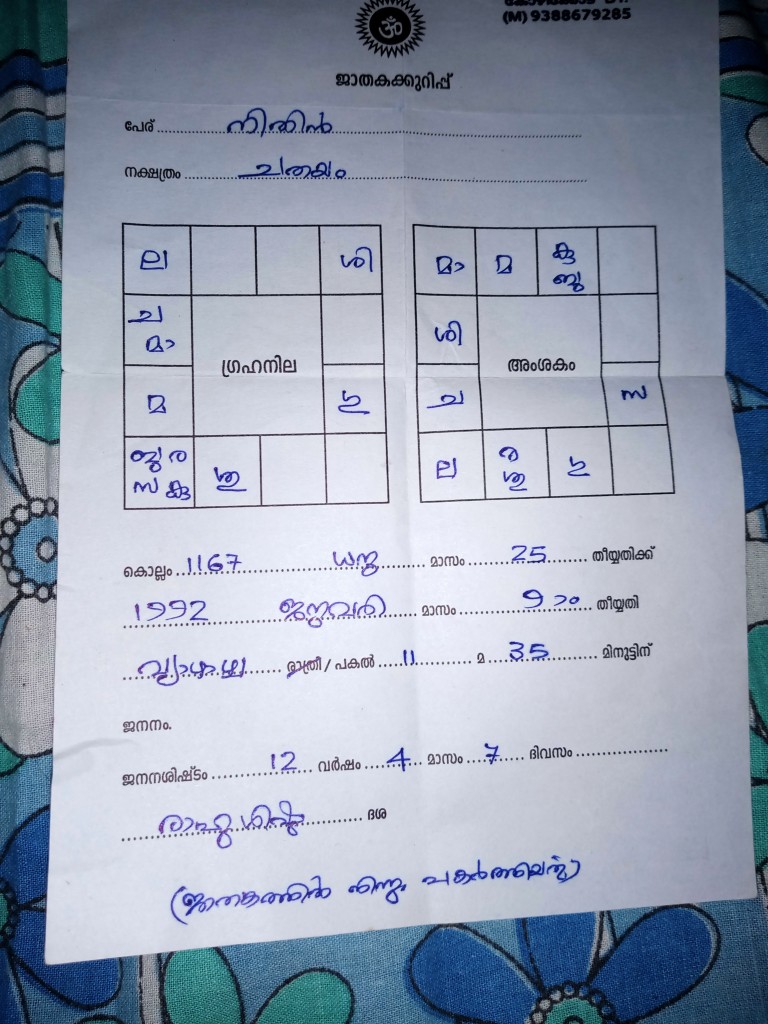 ॐ
(M) 9388679285
ജാതകക്കുറിപ്പ്
പേര് നിതിൻ
നക്ഷത്രം ചതയം
ല ശി മാ മ കു
ബു
ച
മാ ശി
ഗ്രഹനില അംശകം
മ ഗു ച സ
ബു ര
സ കു ശു ല ര
ശു ഗു
കൊല്ലം 1167 ധനു മാസം 25 തീയ്യതിക്ക്
1992 ജനുവരി മാസം 9 ാം തീയ്യതി
വ്യാഴാഴ്ച രാത്രീ / പകൽ 11 മ 35 മിനുട്ടിന്
ജനനം.
ജനനശിഷ്ടം 12 വർഷം 4 മാസം 7 ദിവസം
രാഹു ശിഷ്ടം ദശ
(ജാതകത്തിൽ നിന്നും പകർത്തിയത്)